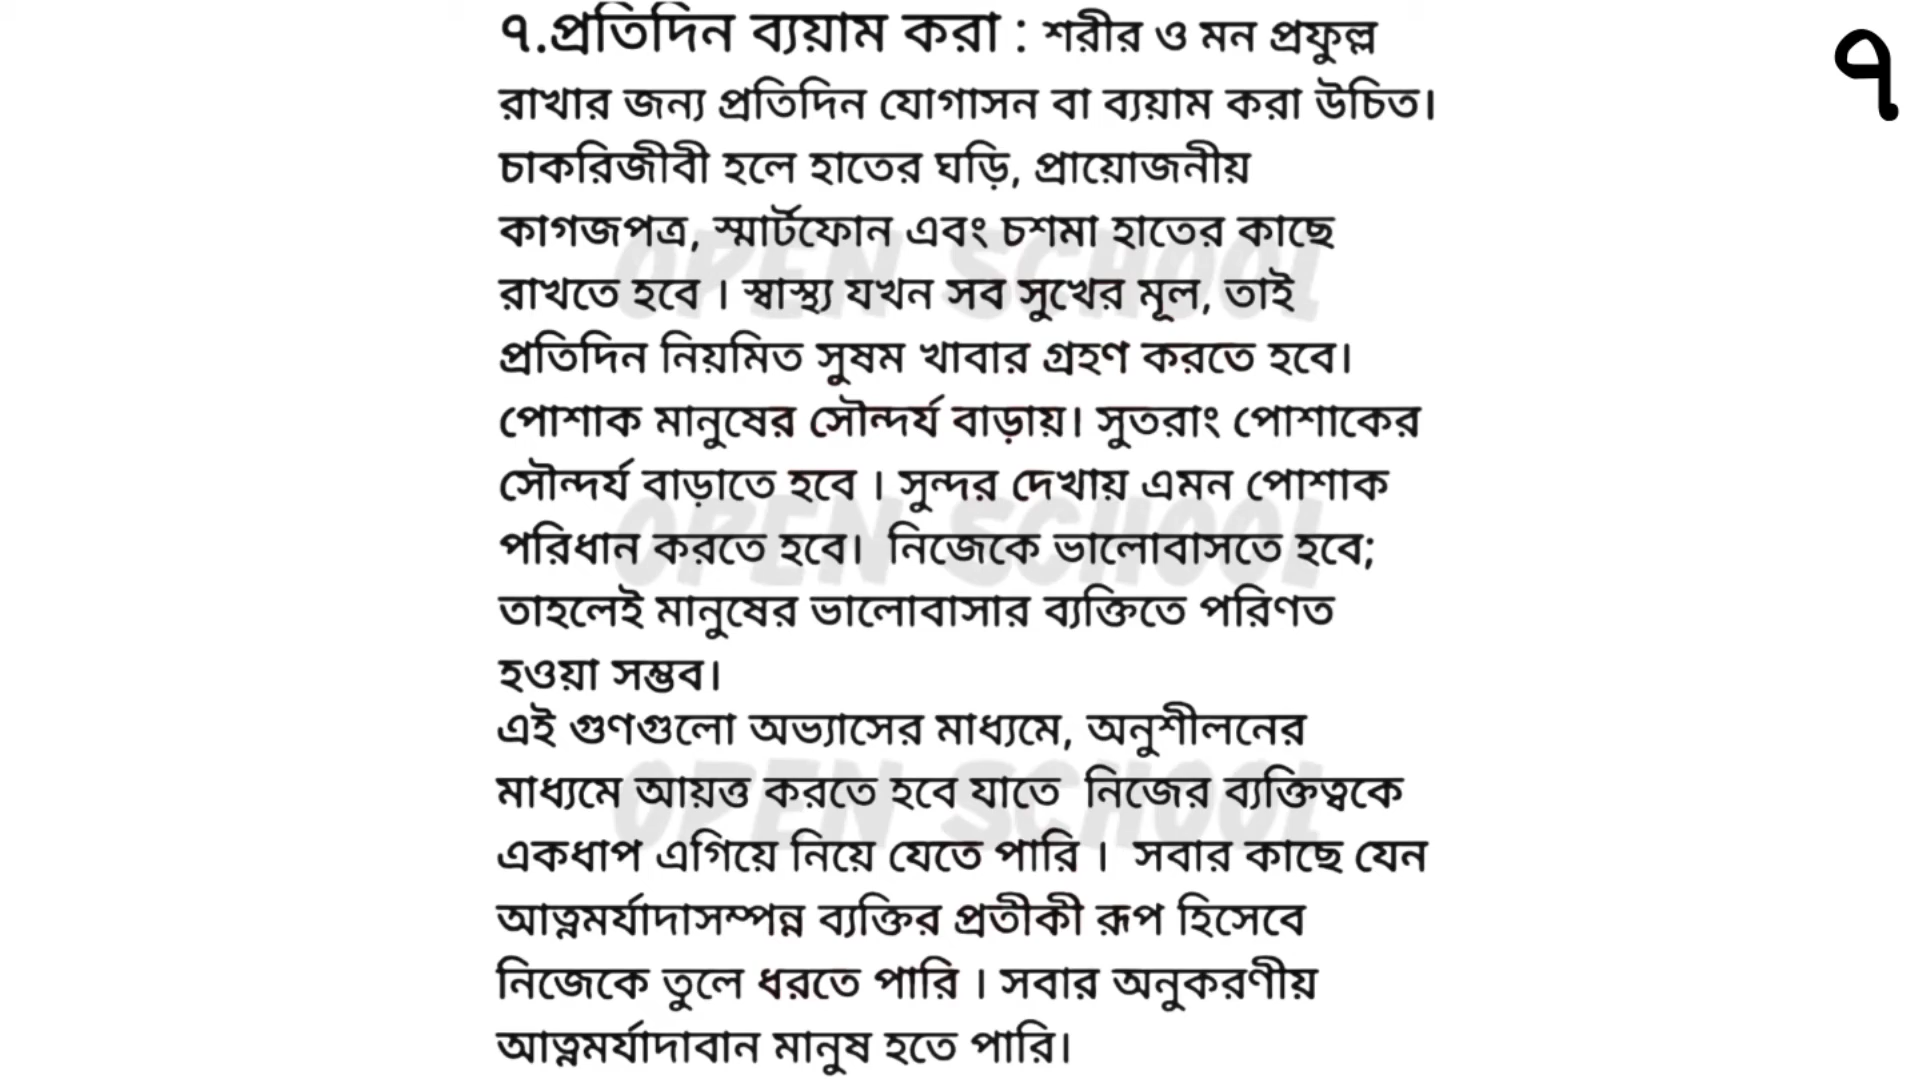 ৭.প্রতিদিন ব্যয়াম করা : শরীর ও মন প্রফুল্ল
৭
রাখার জন্য প্রতিদিন যোগাসন বা ব্যয়াম করা উচিত।
চাকরিজীবী হলে হাতের ঘড়ি, প্রায়োজনীয়
কাগজপত্র, স্মার্টফোন এবং চশমা হাতের কাছে
OPEN SCHOOL
রাখতে হবে । স্বাস্থ্য যখন সব সুখের মূল, তাই
প্রতিদিন নিয়মিত সুষম খাবার গ্রহণ করতে হবে।
পোশাক মানুষের সৌন্দর্য বাড়ায়। সুতরাং পোশাকের
সৌন্দর্য বাড়াতে হবে । সুন্দর দেখায় এমন পোশাক
OPEN SCHOOL
পরিধান করতে হবে। নিজেকে ভালোবাসতে হবে;
তাহলেই মানুষের ভালোবাসার ব্যক্তিতে পরিণত
হওয়া সম্ভব।
এই গুণগুলো অভ্যাসের মাধ্যমে, অনুশীলনের
মাধ্যমে আয়ত্ত করতে হবে যাতে নিজের ব্যক্তিত্বকে
OPEN SCHOOL
একধাপ এগিয়ে নিয়ে যেতে পারি । সবার কাছে যেন
আত্নমর্যাদাসম্পন্ন ব্যক্তির প্রতীকী রূপ হিসেবে
নিজেকে তুলে ধরতে পারি । সবার অনুকরণীয়
আত্নমর্যাদাবান মানুষ হতে পারি।